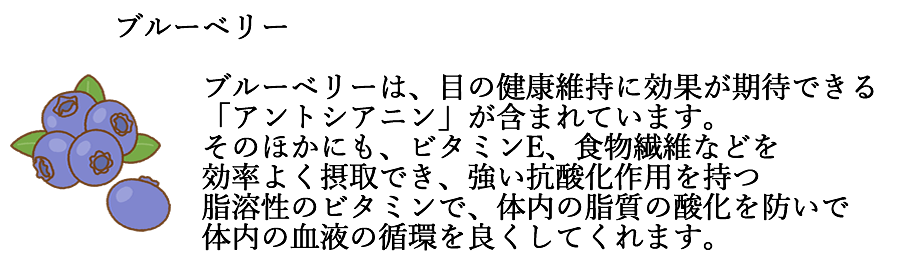 ブルーベリー
ブルーベリーは、目の健康維持に効果が期待できる
「アントシアニン」が含まれています。
そのほかにも、ビタミンE、食物繊維などを
効率よく摂取でき、強い抗酸化作用を持つ
脂溶性のビタミンで、体内の脂質の酸化を防いで
体内の血液の循環を良くしてくれます。